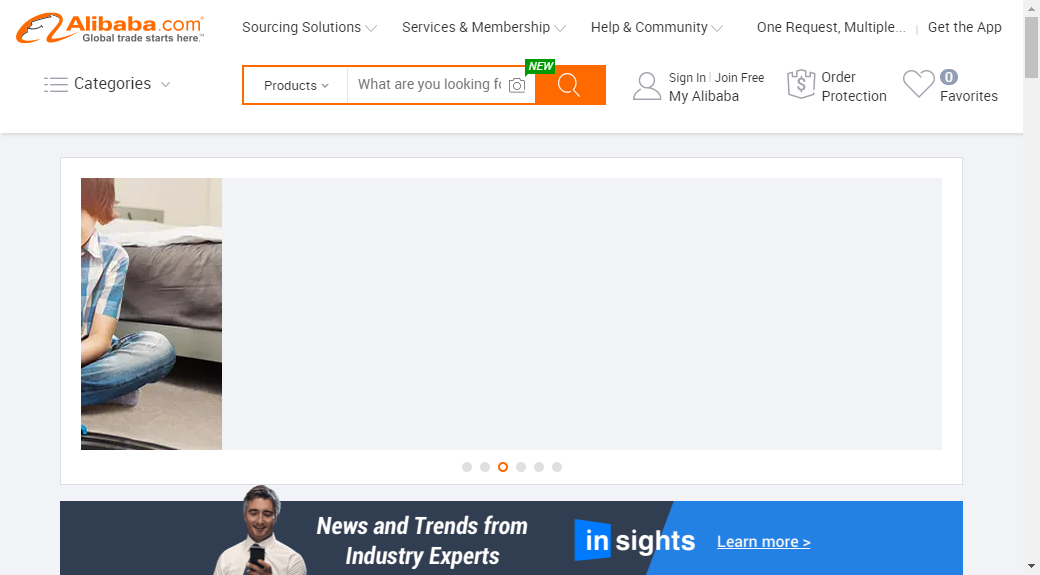 Alibaba.com
Global trade starts here.™
Sourcing Solutions
Services & Membership
Help & Community
One Request, Multiple...
Get the App
Categories
Products
What are you looking fo
NEW
Sign In | Join Free
My Alibaba
Order
Protection
0
Favorites
News and Trends from
Industry Experts
in sights
Learn more >